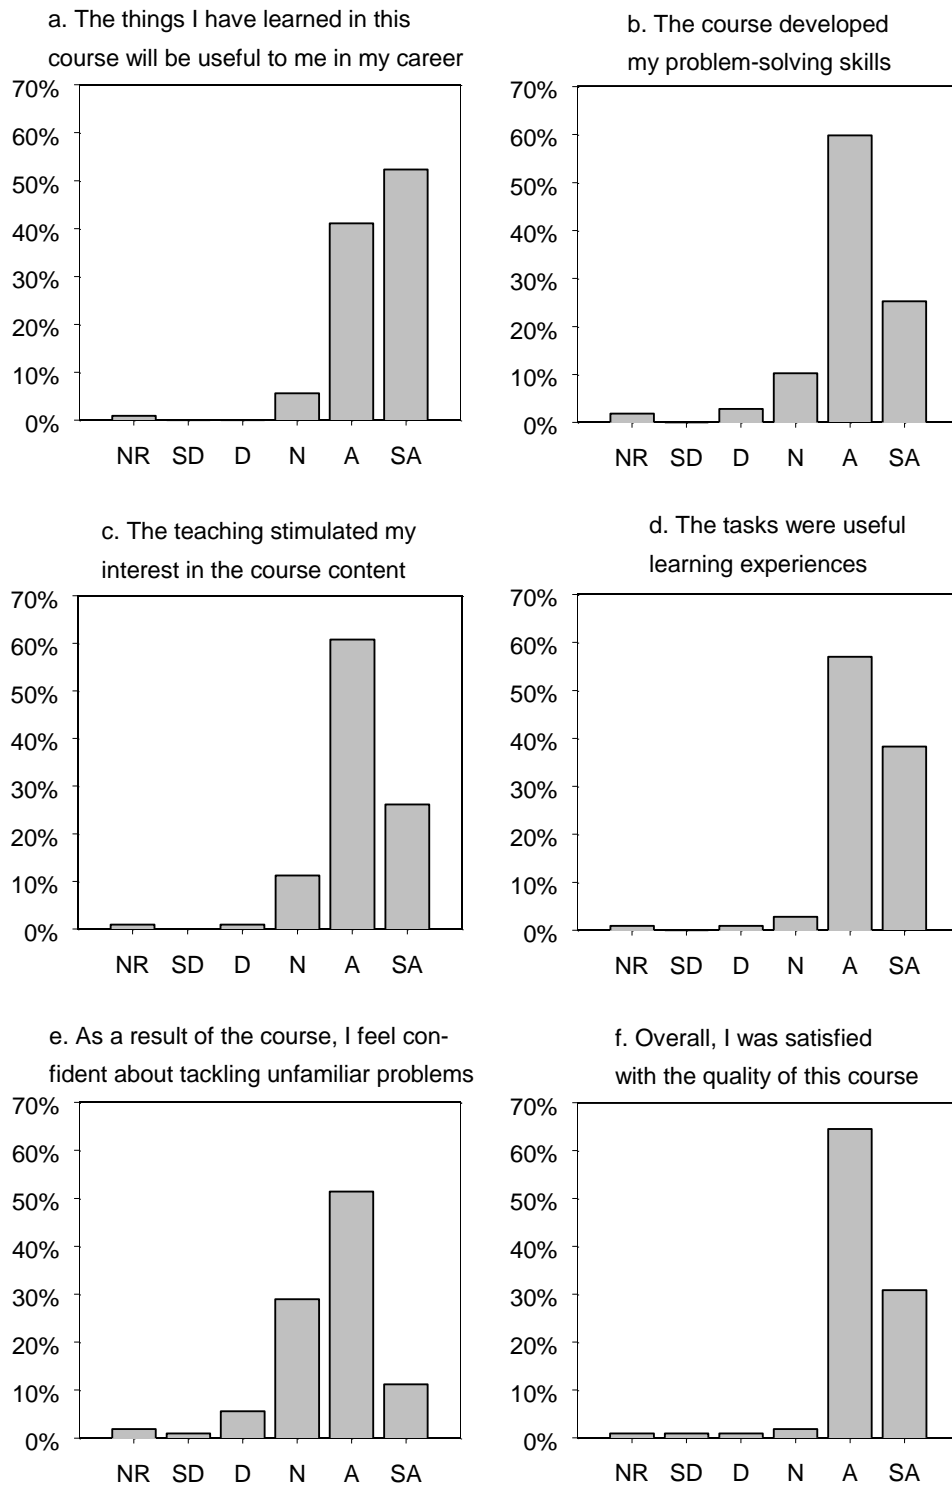 a. The things I have learned in this
course will be useful to me in my career
70%
60%
50%
40%
30%
20%
10%
0%
NR SD D N A SA
b. The course developed
my problem-solving skills
70%
60%
50%
40%
30%
20%
10%
0%
NR SD D N A SA
c. The teaching stimulated my
interest in the course content
70%
60%
50%
40%
30%
20%
10%
0%
NR SD D N A SA
d. The tasks were useful
learning experiences
70%
60%
50%
40%
30%
20%
10%
0%
NR SD D N A SA
e. As a result of the course, I feel con-
fident about tackling unfamiliar problems
70%
60%
50%
40%
30%
20%
10%
0%
NR SD D N A SA
f. Overall, I was satisfied
with the quality of this course
70%
60%
50%
40%
30%
20%
10%
0%
NR SD D N A SA